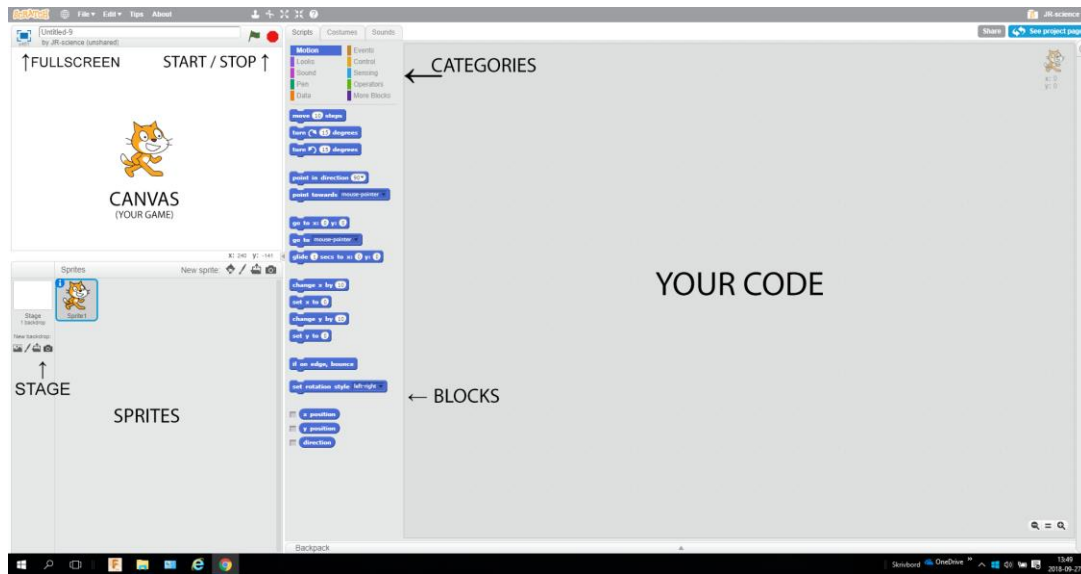 SCRATCH File Edit Tips About JR-science
Untitled-9
by JR-science (unshared)
Scripts Costumes Sounds
Share See project page
↑FULLSCREEN START / STOP ↑
Motion Events
Looks Control
Sound Sensing
Pen Operators
Data More Blocks
← CATEGORIES
x: 0
y: 0
move 10 steps
turn 15 degrees
turn 15 degrees
point in direction 90
point towards mouse-pointer
go to x: 0 y: 0
go to mouse-pointer
glide 1 secs to x: 0 y: 0
change x by 10
set x to 0
change y by 10
set y to 0
if on edge, bounce
set rotation style left-right
x position
y position
direction
CANVAS
(YOUR GAME)
X: 240 y: -141
Sprites New sprite:
Stage
1 backdrop
Sprite1
New backdrop:
↑
STAGE
SPRITES
← BLOCKS
YOUR CODE
Backpack
Skrivbord OneDrive
13:49
2018-09-27